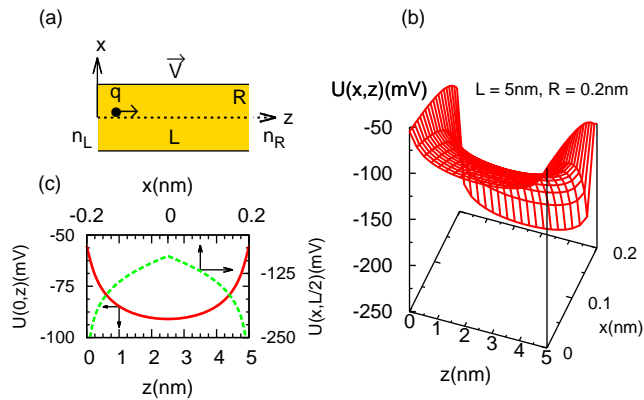 (a)
x
V
q
R
z
n_L
L
n_R
(b)
U(x,z)(mV)
L = 5nm, R = 0.2nm
-50
-100
-150
-200
-250
0
1
2
3
4
5
z(nm)
0
0.1
0.2
x(nm)
(c)
x(nm)
-0.2 0 0.2
-50
-75
-100
U(0,z)(mV)
-125
-250
U(x,L/2)(mV)
0 1 2 3 4 5
z(nm)